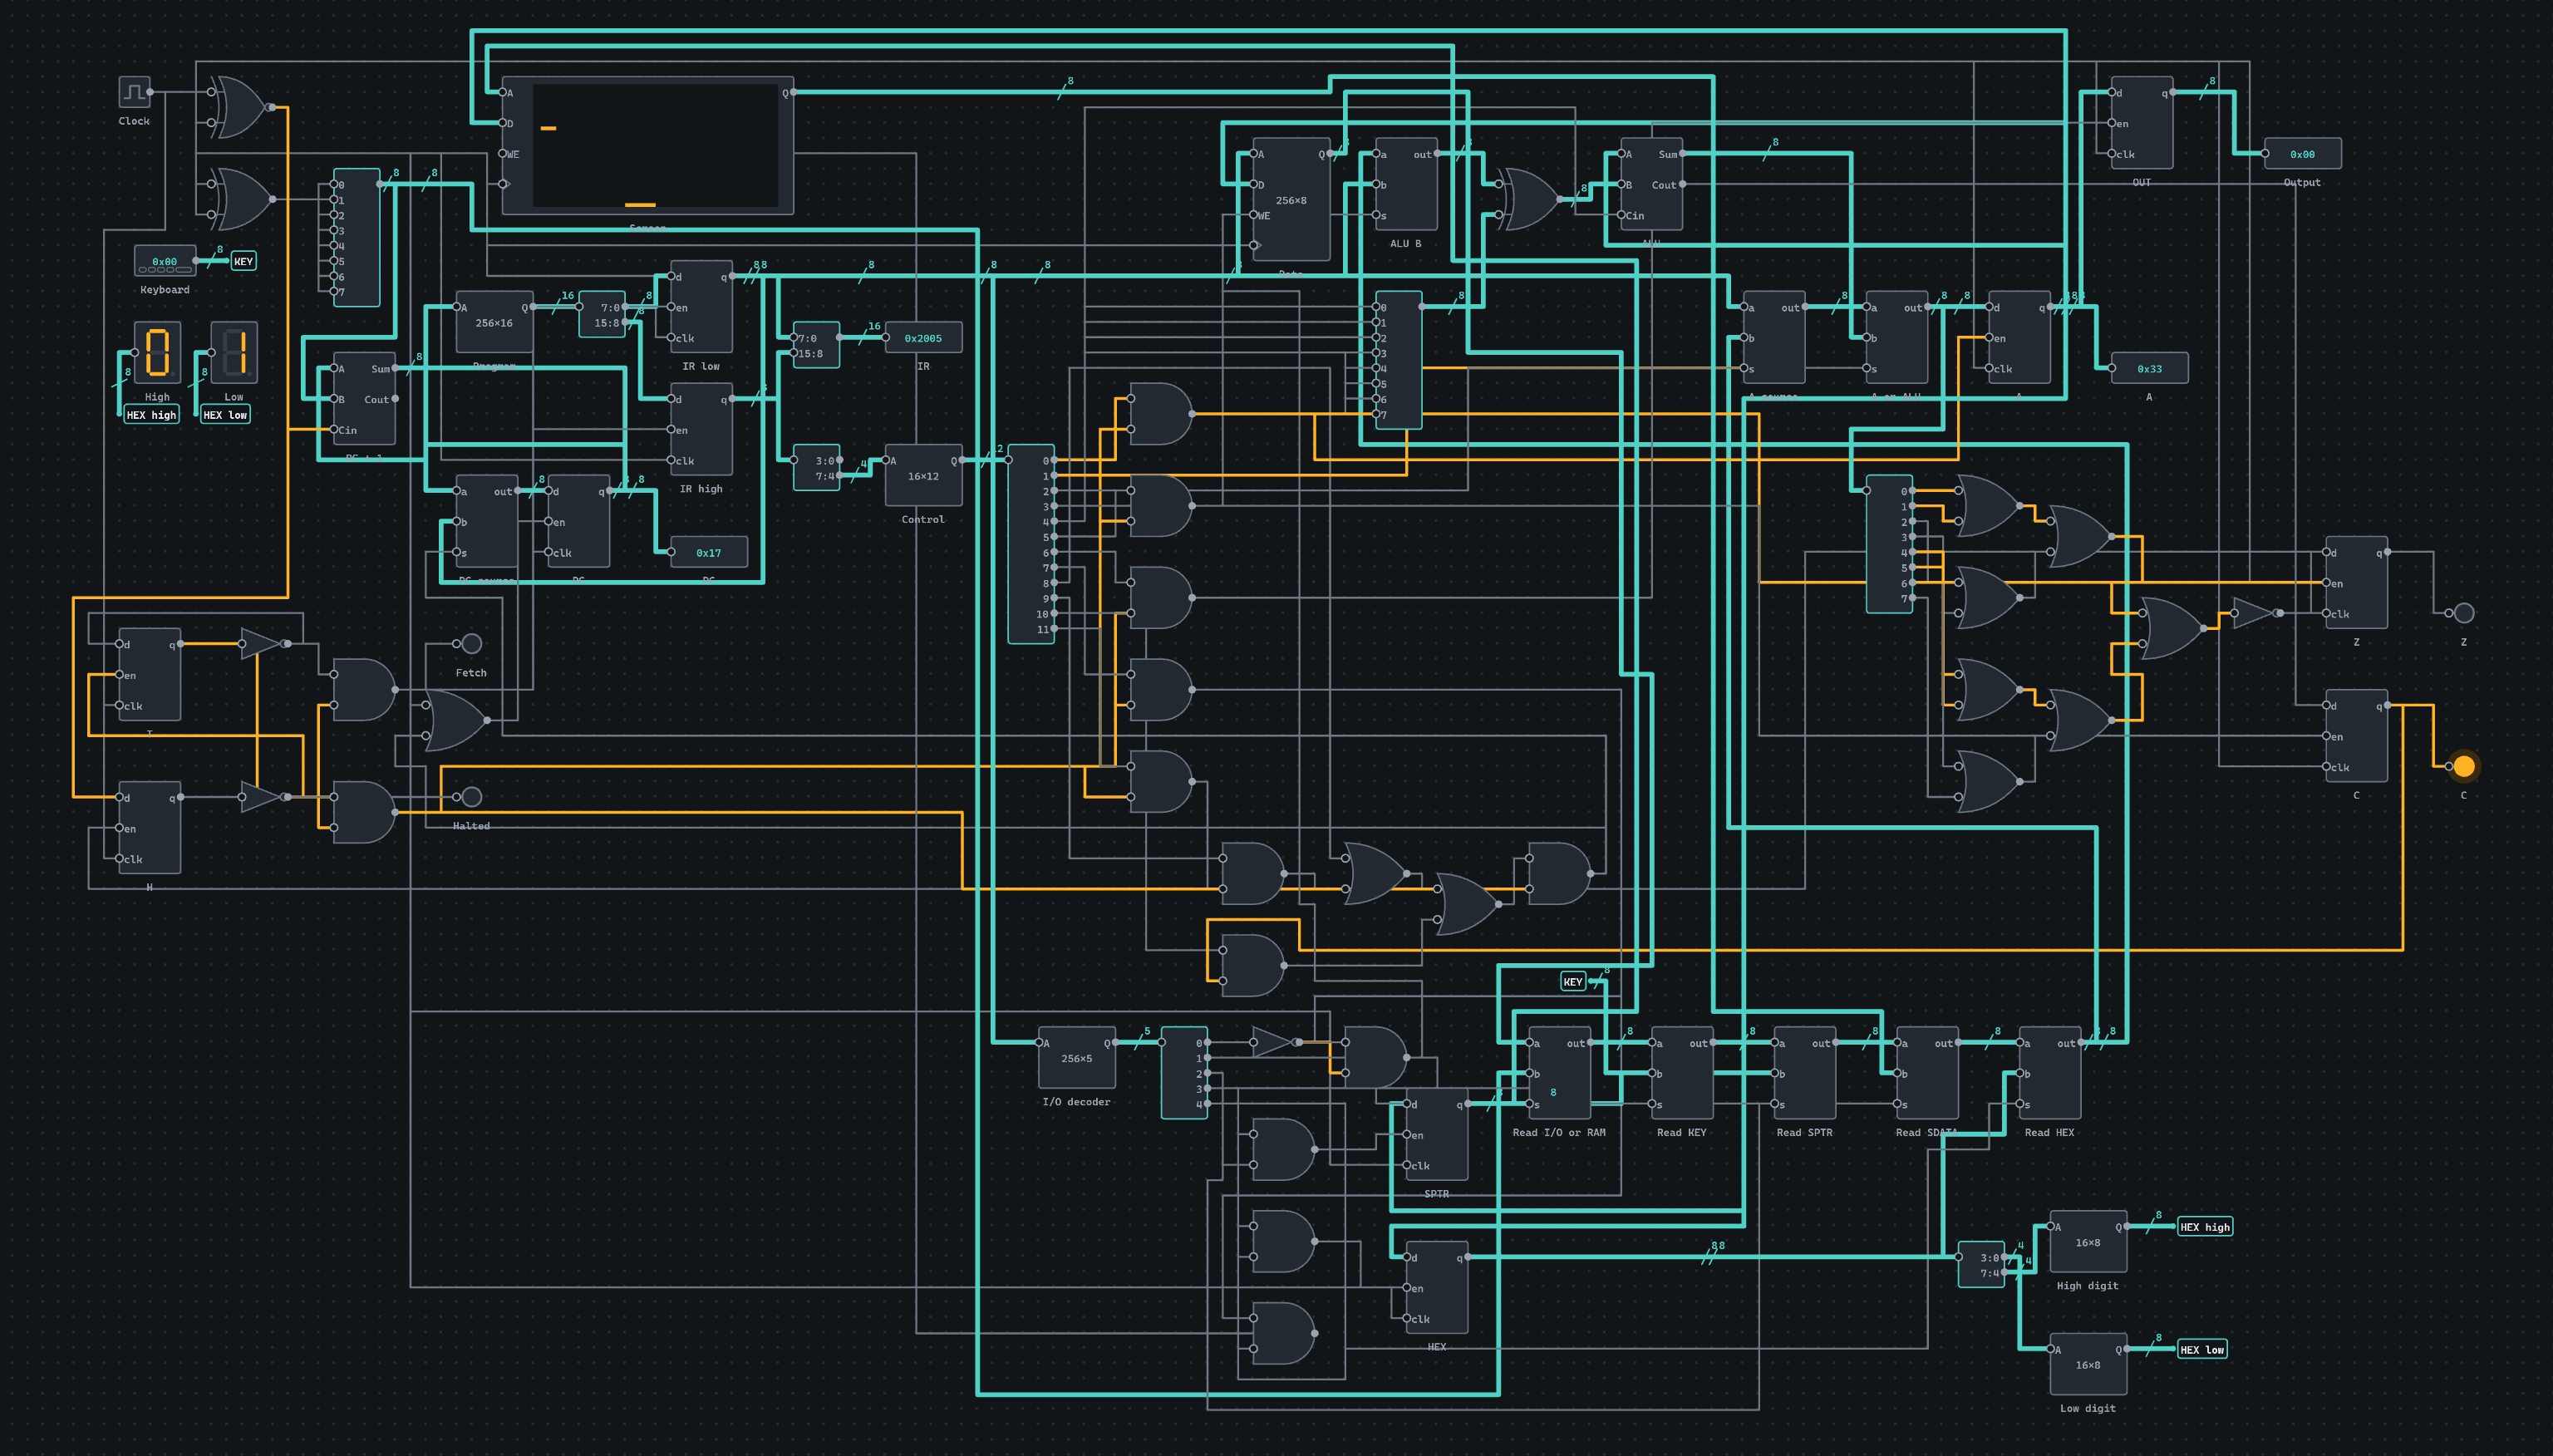 Clock
0x00
KEY
Keyboard
High
Low
HEX high
HEX low
0
1
2
3
4
5
6
7
8
8
A
Sum
B
Cout
Cin
8
A
D
WE
Q
8
A
Q
256×16
16
7:0
15:8
8
d
q
en
clk
IR low
d
q
en
clk
IR high
7:0
15:8
16
0x2005
IR
3:0
7:4
4
A
Q
16×12
Control
a
out
b
s
8
d
q
en
clk
0x17
d
q
en
clk
T
d
q
en
clk
H
Fetch
Halted
0
1
2
3
4
5
6
7
8
9
10
11
A
Q
D
WE
256×8
a
out
b
s
ALU B
8
A
Sum
B
Cout
Cin
8
0
1
2
3
4
5
6
7
8
a
out
b
s
8
a
out
b
s
8
8
d
q
en
clk
0x33
A
d
q
en
clk
OUT
8
0x00
Output
0
1
2
3
4
5
6
7
d
q
en
clk
Z
Z
d
q
en
clk
C
C
KEY
8
A
Q
256×5
I/O decoder
5
0
1
2
3
4
d
q
en
clk
SPTR
a
out
b
s
8
Read I/O or RAM
8
a
out
b
s
Read KEY
8
a
out
b
s
Read SPTR
8
a
out
b
s
Read SDATA
8
a
out
b
s
Read HEX
8
8
d
q
en
clk
HEX
88
3:0
7:4
4
4
A
Q
16×8
High digit
8
HEX high
A
Q
16×8
Low digit
8
HEX low